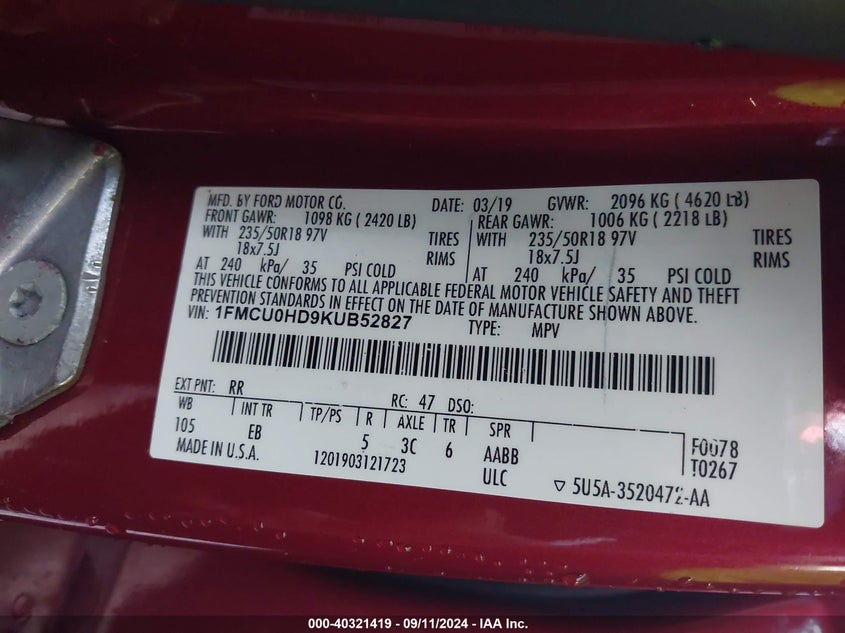 MFD. BY FORD MOTOR CO. DATE: 03/19 GVWR: 2096 KG ( 4620 LB)
FRONT GAWR: 1098 KG ( 2420 LB) REAR GAWR: 1006 KG ( 2218 LB)
WITH 235/50R18 97V TIRES WITH 235/50R18 97V TIRES
18x7.5J RIMS 18x7.5J RIMS
AT 240 kPa/ 35 PSI COLD AT 240 kPa/ 35 PSI COLD
THIS VEHICLE CONFORMS TO ALL APPLICABLE FEDERAL MOTOR VEHICLE SAFETY AND THEFT
PREVENTION STANDARDS IN EFFECT ON THE DATE OF MANUFACTURE SHOWN ABOVE.
VIN: 1FMCU0HD9KUB52827 TYPE: MPV
EXT PNT: RR RC: 47 DSO:
WB INT TR TP/PS R AXLE TR SPR
105 EB 5 3C 6 AABB F0078
MADE IN U.S.A. 1201903121723 ULC T0267
▽ 5U5A-3520472-AA
000-40321419 - 09/11/2024 - IAA Inc.